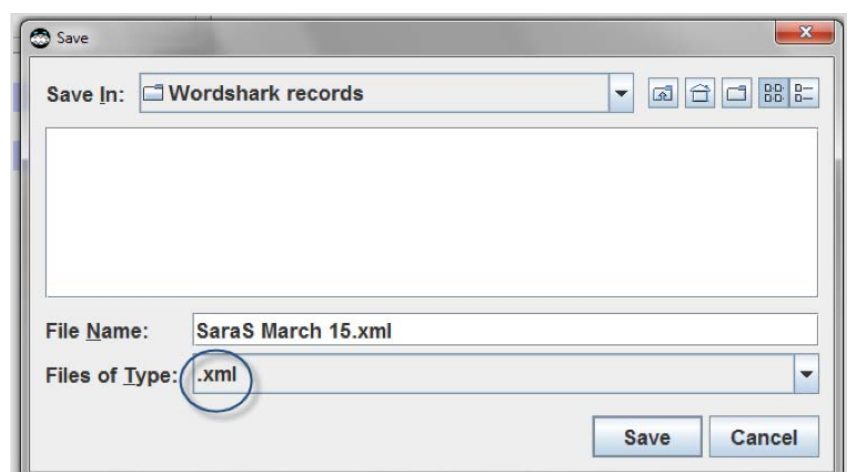 Save
Save In: Wordshark records
File Name: SaraS March 15.xml
Files of Type: .xml
Save Cancel